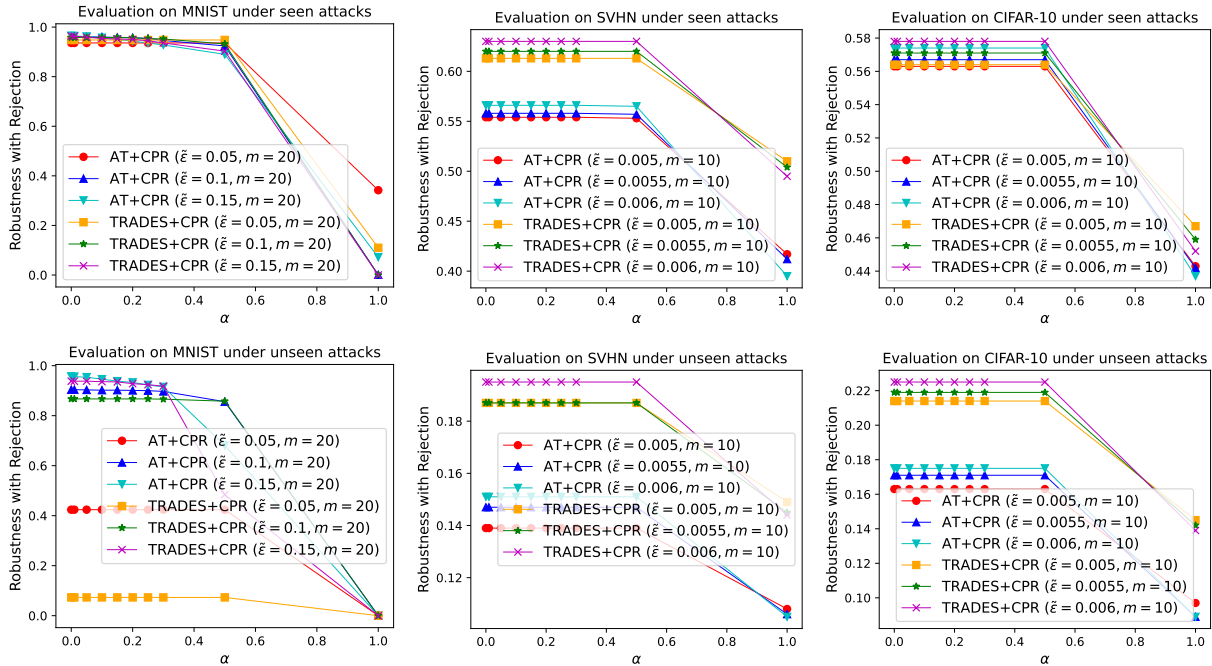 Evaluation on MNIST under seen attacks
Robustness with Rejection
1.0
0.8
0.6
0.4
0.2
0.0
AT+CPR (ε̃ = 0.05, m = 20)
AT+CPR (ε̃ = 0.1, m = 20)
AT+CPR (ε̃ = 0.15, m = 20)
TRADES+CPR (ε̃ = 0.05, m = 20)
TRADES+CPR (ε̃ = 0.1, m = 20)
TRADES+CPR (ε̃ = 0.15, m = 20)
0.0 0.2 0.4 0.6 0.8 1.0
α
Evaluation on SVHN under seen attacks
Robustness with Rejection
0.60
0.55
0.50
0.45
0.40
AT+CPR (ε̃ = 0.005, m = 10)
AT+CPR (ε̃ = 0.0055, m = 10)
AT+CPR (ε̃ = 0.006, m = 10)
TRADES+CPR (ε̃ = 0.005, m = 10)
TRADES+CPR (ε̃ = 0.0055, m = 10)
TRADES+CPR (ε̃ = 0.006, m = 10)
0.0 0.2 0.4 0.6 0.8 1.0
α
Evaluation on CIFAR-10 under seen attacks
Robustness with Rejection
0.58
0.56
0.54
0.52
0.50
0.48
0.46
0.44
AT+CPR (ε̃ = 0.005, m = 10)
AT+CPR (ε̃ = 0.0055, m = 10)
AT+CPR (ε̃ = 0.006, m = 10)
TRADES+CPR (ε̃ = 0.005, m = 10)
TRADES+CPR (ε̃ = 0.0055, m = 10)
TRADES+CPR (ε̃ = 0.006, m = 10)
0.0 0.2 0.4 0.6 0.8 1.0
α
Evaluation on MNIST under unseen attacks
Robustness with Rejection
1.0
0.8
0.6
0.4
0.2
0.0
AT+CPR (ε̃ = 0.05, m = 20)
AT+CPR (ε̃ = 0.1, m = 20)
AT+CPR (ε̃ = 0.15, m = 20)
TRADES+CPR (ε̃ = 0.05, m = 20)
TRADES+CPR (ε̃ = 0.1, m = 20)
TRADES+CPR (ε̃ = 0.15, m = 20)
0.0 0.2 0.4 0.6 0.8 1.0
α
Evaluation on SVHN under unseen attacks
Robustness with Rejection
0.18
0.16
0.14
0.12
AT+CPR (ε̃ = 0.005, m = 10)
AT+CPR (ε̃ = 0.0055, m = 10)
AT+CPR (ε̃ = 0.006, m = 10)
TRADES+CPR (ε̃ = 0.005, m = 10)
TRADES+CPR (ε̃ = 0.0055, m = 10)
TRADES+CPR (ε̃ = 0.006, m = 10)
0.0 0.2 0.4 0.6 0.8 1.0
α
Evaluation on CIFAR-10 under unseen attacks
Robustness with Rejection
0.22
0.20
0.18
0.16
0.14
0.12
0.10
AT+CPR (ε̃ = 0.005, m = 10)
AT+CPR (ε̃ = 0.0055, m = 10)
AT+CPR (ε̃ = 0.006, m = 10)
TRADES+CPR (ε̃ = 0.005, m = 10)
TRADES+CPR (ε̃ = 0.0055, m = 10)
TRADES+CPR (ε̃ = 0.006, m = 10)
0.0 0.2 0.4 0.6 0.8 1.0
α